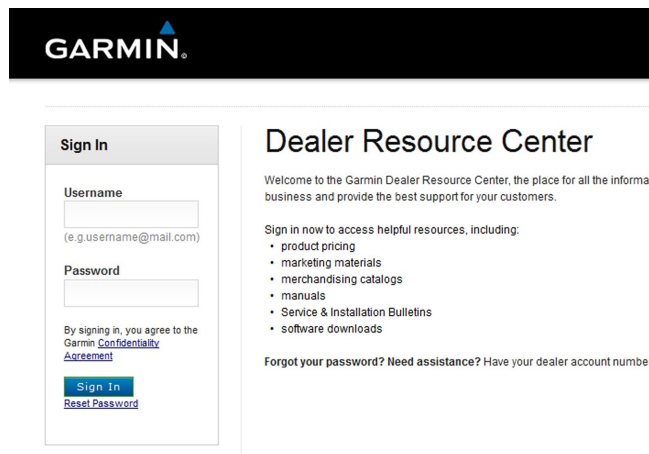 GARMIN®
Sign In
Username
(e.g.username@mail.com)
Password
By signing in, you agree to the
Garmin Confidentiality
Agreement
Sign In
Reset Password
Dealer Resource Center
Welcome to the Garmin Dealer Resource Center, the place for all the informa
business and provide the best support for your customers.
Sign in now to access helpful resources, including:
• product pricing
• marketing materials
• merchandising catalogs
• manuals
• Service & Installation Bulletins
• software downloads
Forgot your password? Need assistance? Have your dealer account numbe